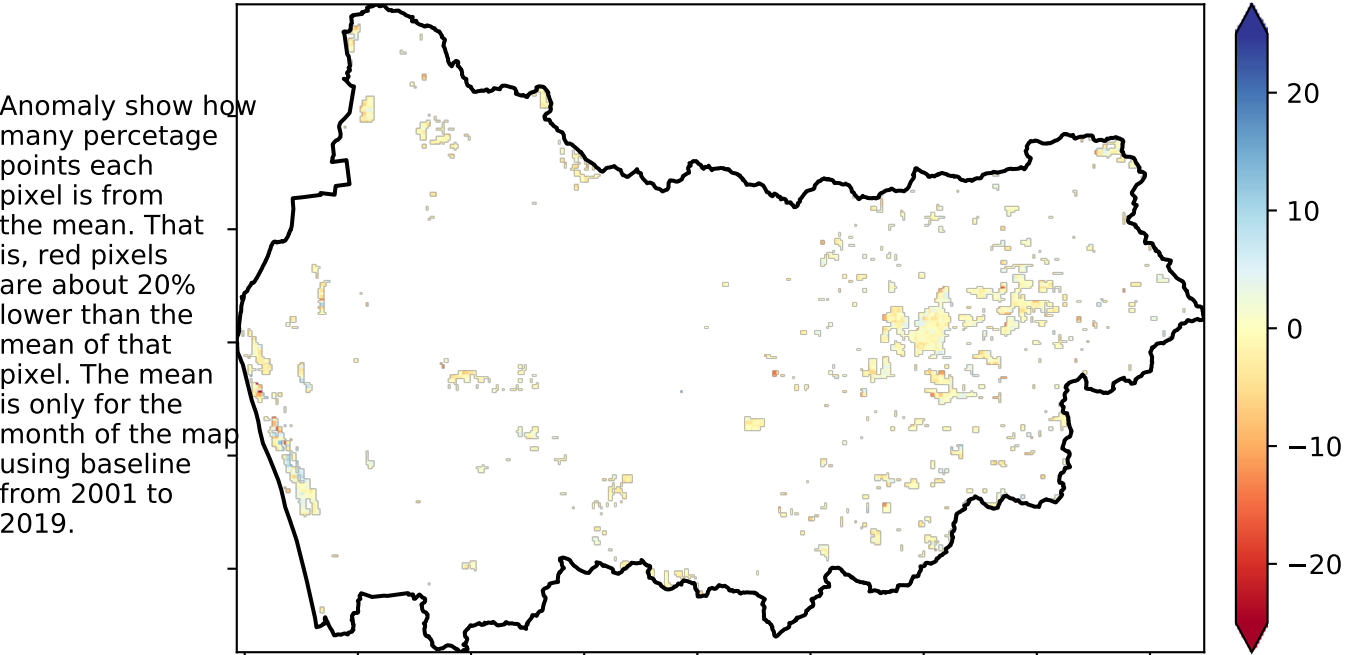 Anomaly show how
many percetage
points each
pixel is from
the mean. That
is, red pixels
are about 20%
lower than the
mean of that
pixel. The mean
is only for the
month of the map
using baseline
from 2001 to
2019.
20
10
0
−10
−20